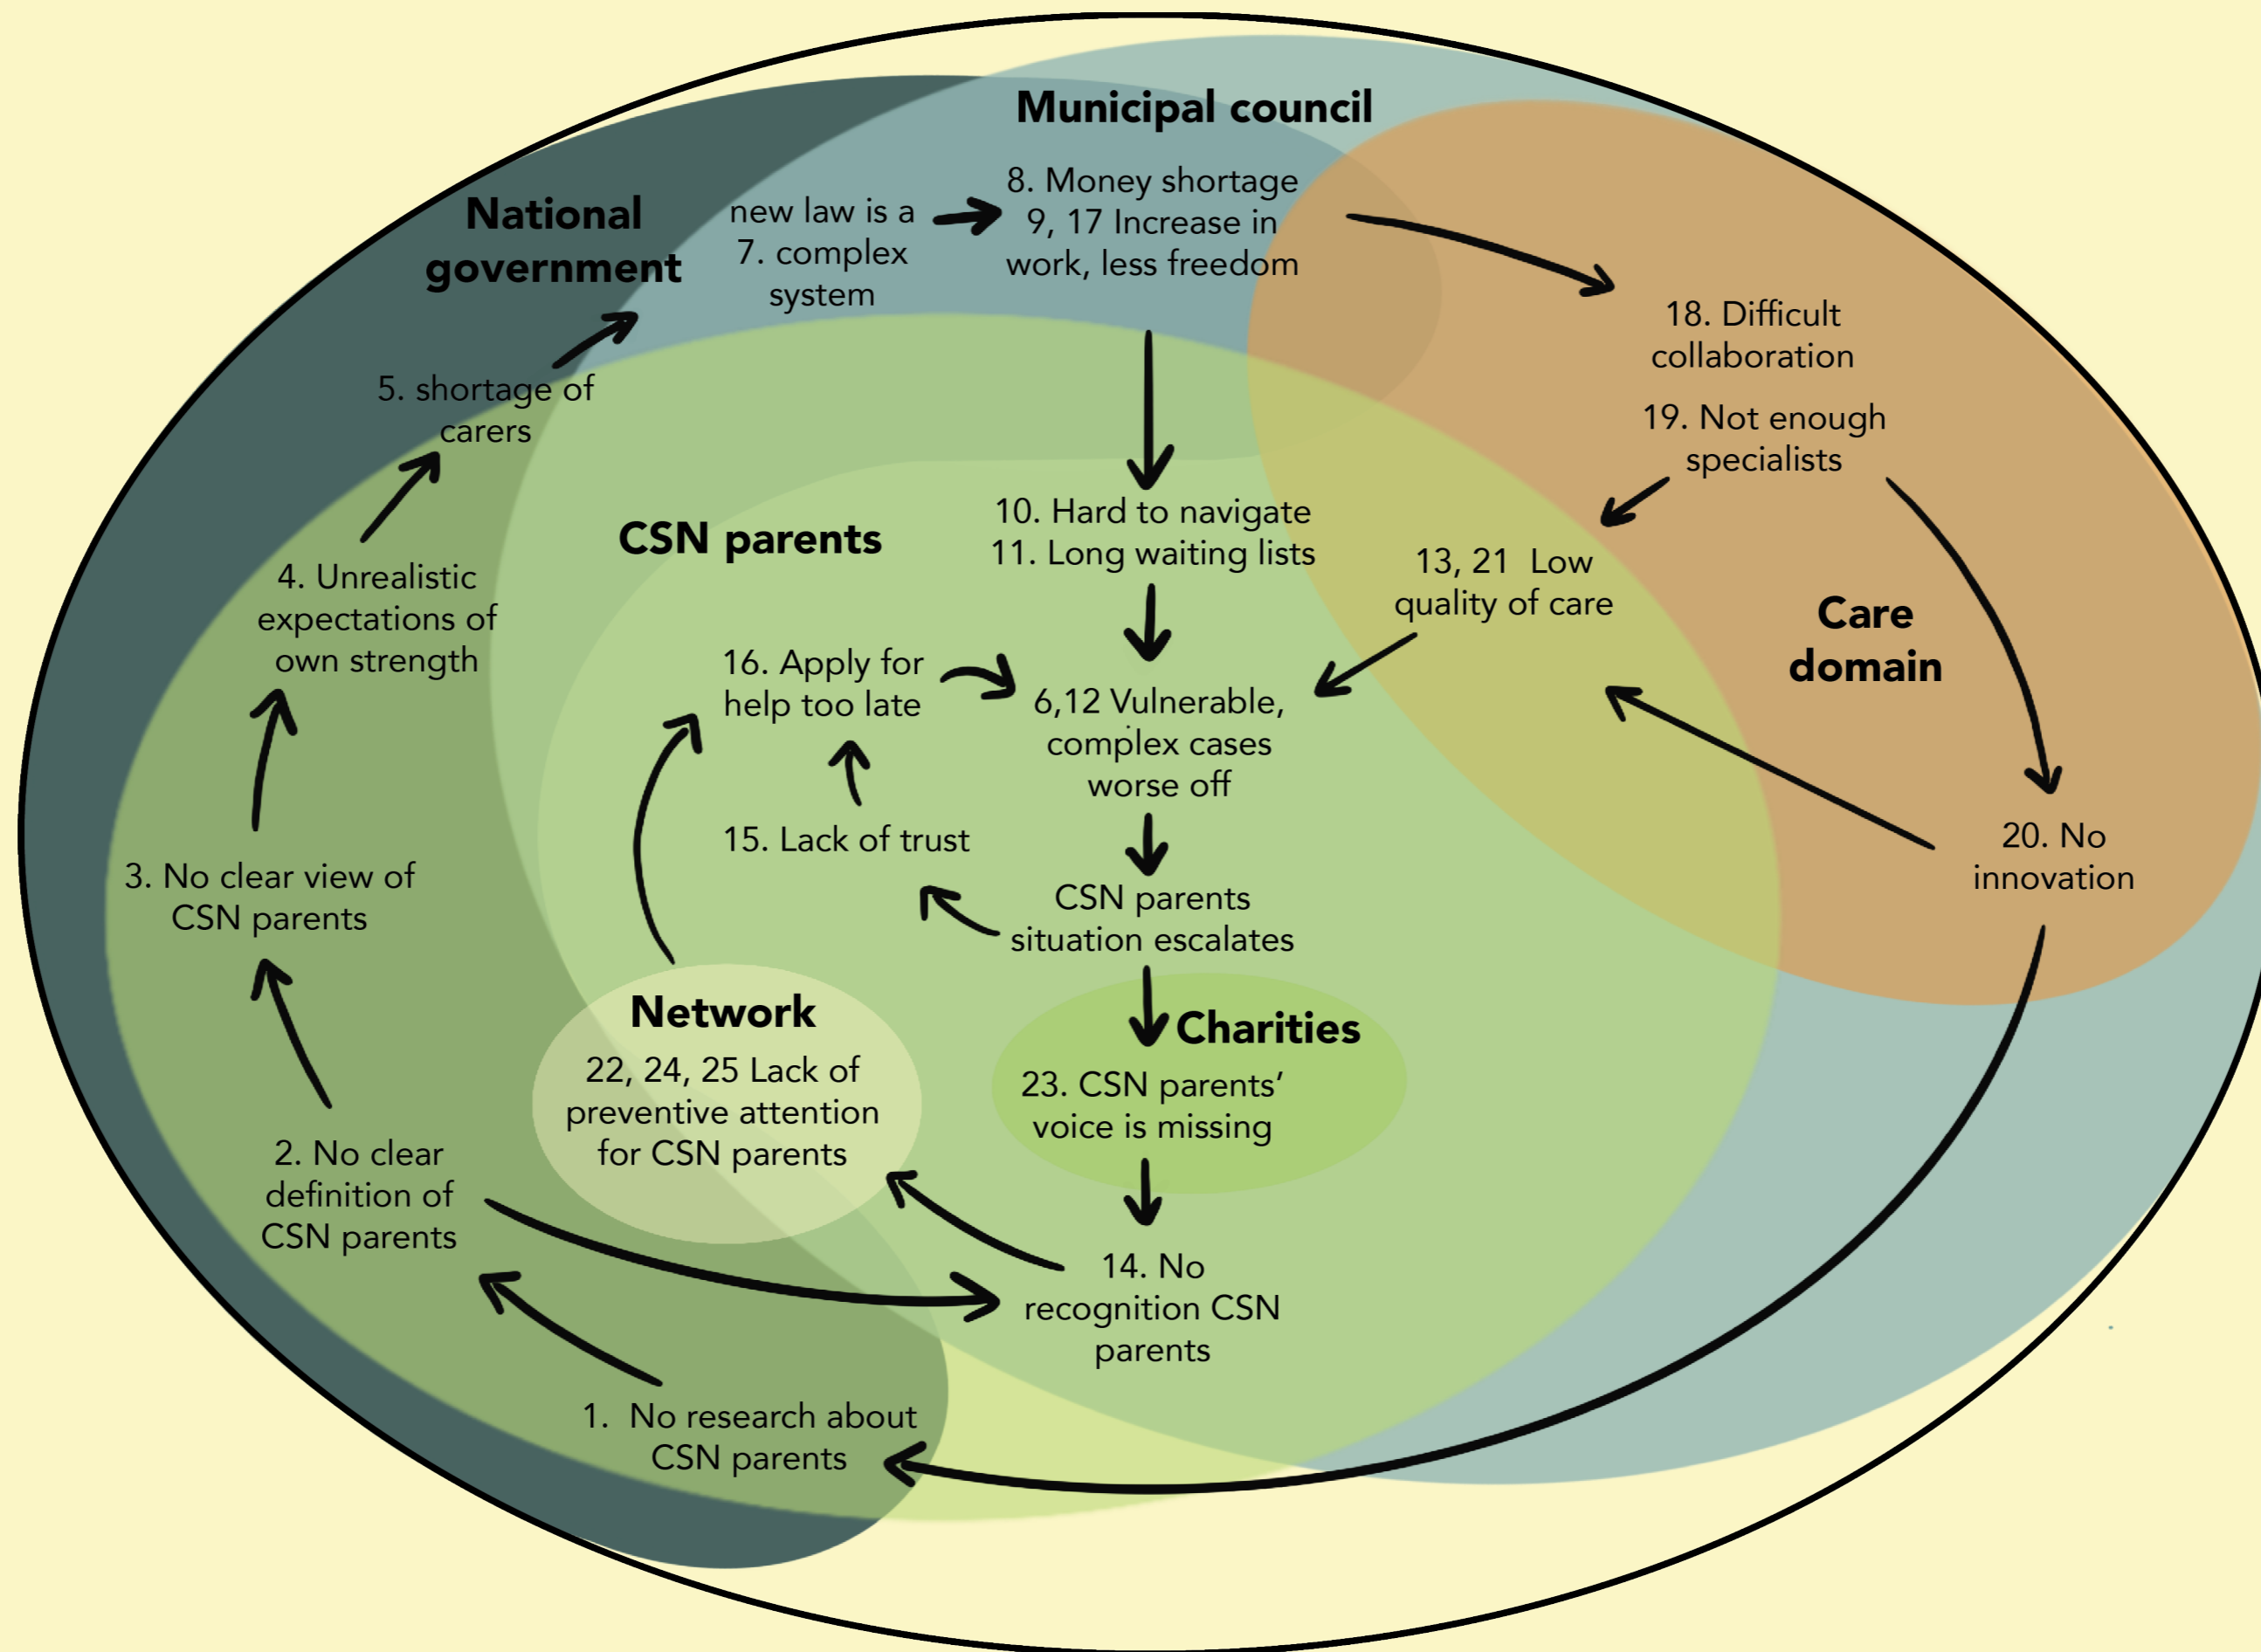 Municipal council
8. Money shortage
9, 17 Increase in
work, less freedom
National
government
new law is a
7. complex
system
18. Difficult
collaboration
19. Not enough
specialists
5. shortage of
carers
CSN parents
10. Hard to navigate
11. Long waiting lists
13, 21 Low
quality of care
Care
domain
4. Unrealistic
expectations of
own strength
16. Apply for
help too late
6,12 Vulnerable,
complex cases
worse off
15. Lack of trust
20. No
innovation
3. No clear view of
CSN parents
CSN parents
situation escalates
Network
22, 24, 25 Lack of
preventive attention
for CSN parents
Charities
23. CSN parents’
voice is missing
2. No clear
definition of
CSN parents
14. No
recognition CSN
parents
1. No research about
CSN parents